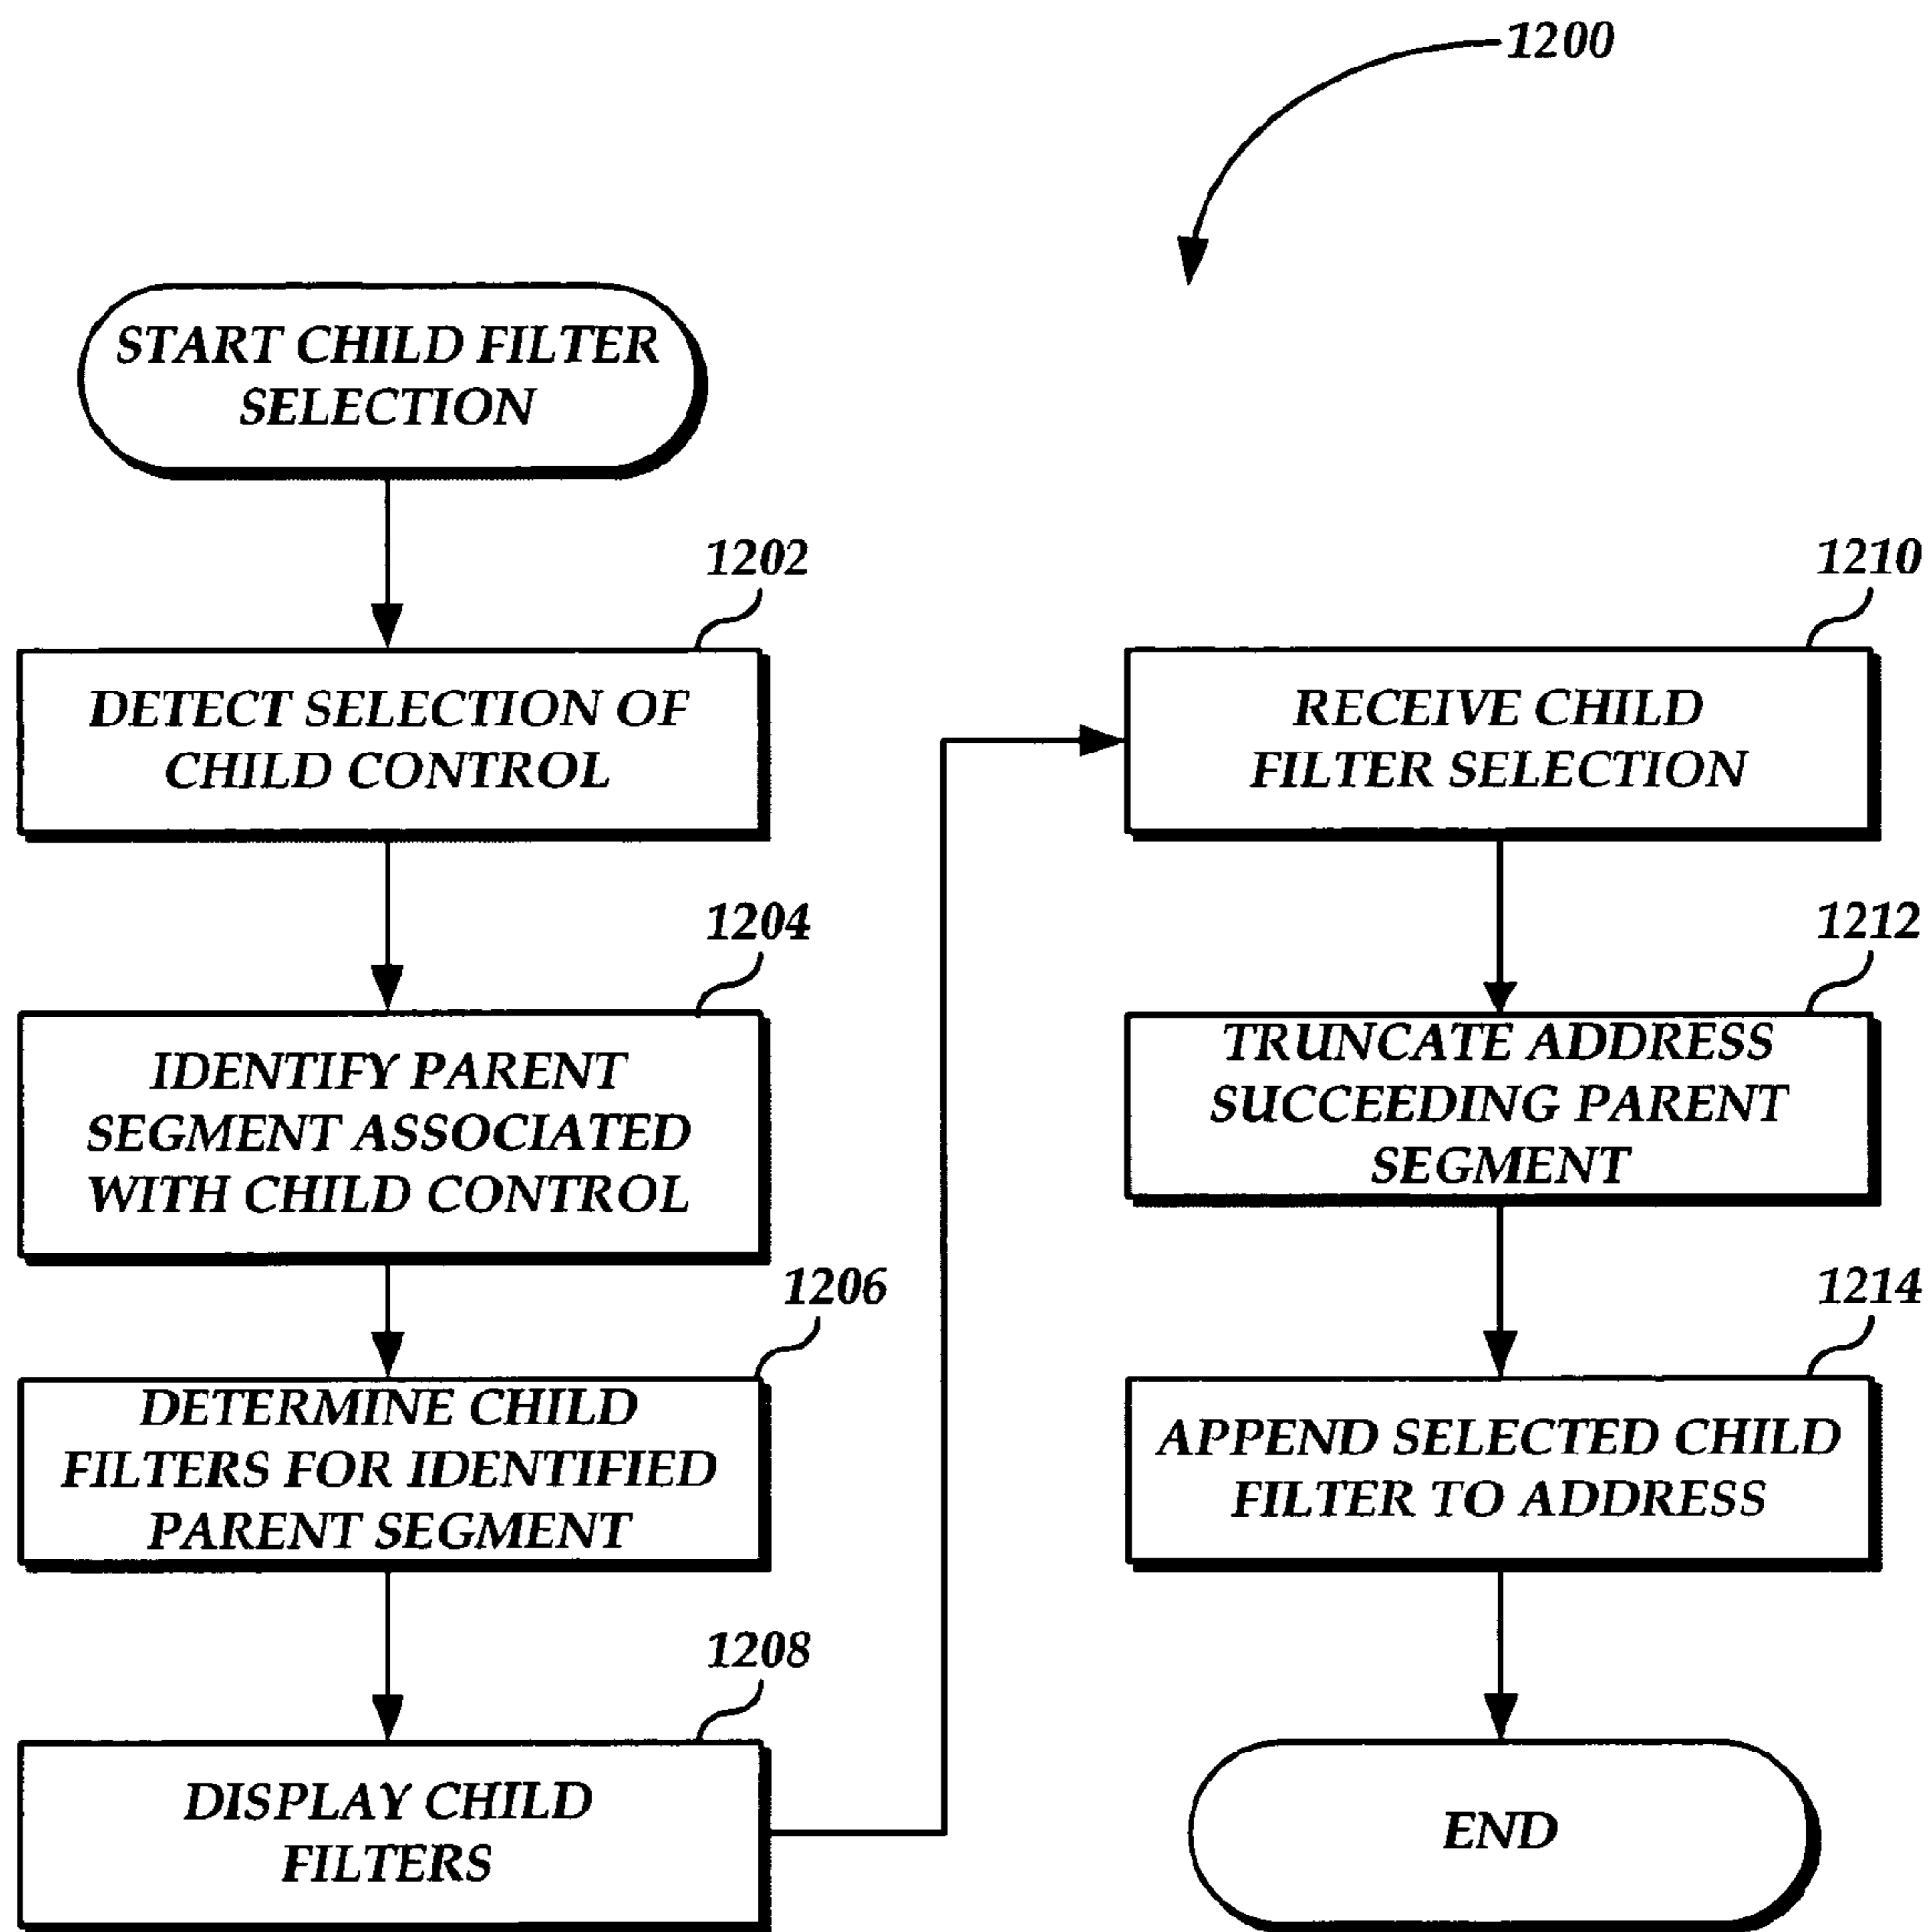 1200
START CHILD FILTER
SELECTION
1202
DETECT SELECTION OF
CHILD CONTROL
1204
IDENTIFY PARENT
SEGMENT ASSOCIATED
WITH CHILD CONTROL
1206
DETERMINE CHILD
FILTERS FOR IDENTIFIED
PARENT SEGMENT
1208
DISPLAY CHILD
FILTERS
1210
RECEIVE CHILD
FILTER SELECTION
1212
TRUNCATE ADDRESS
SUCCEEDING PARENT
SEGMENT
1214
APPEND SELECTED CHILD
FILTER TO ADDRESS
END